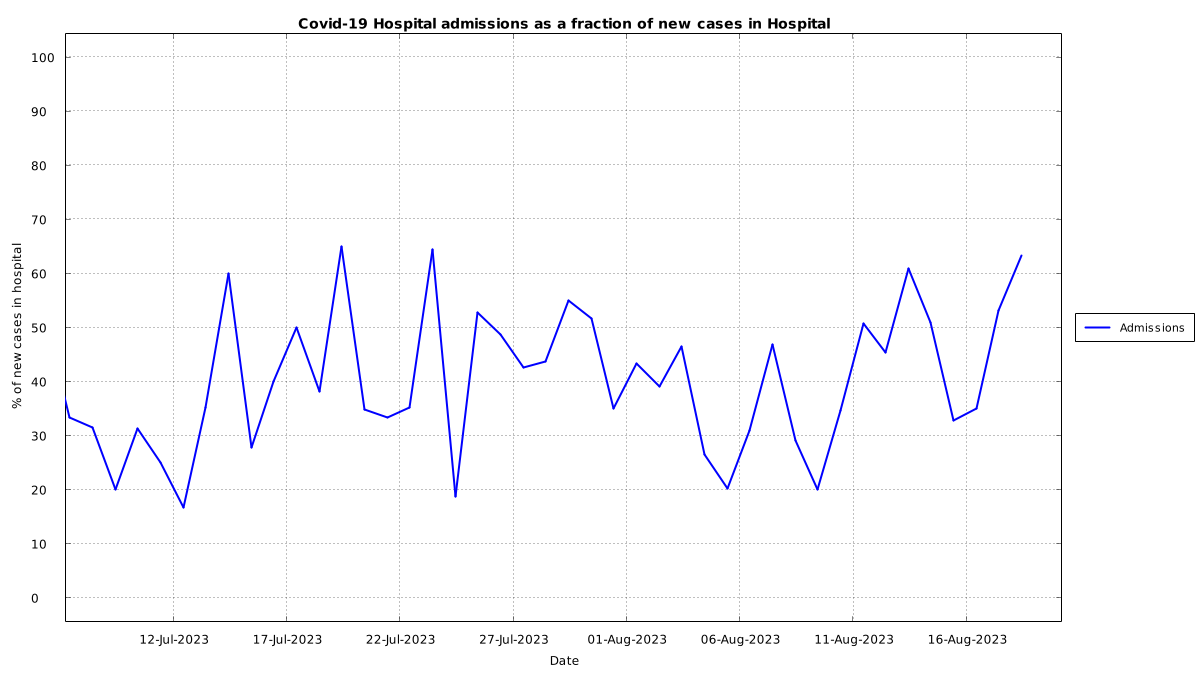 Covid-19 Hospital admissions as a fraction of new cases in Hospital
100
90
80
70
60
50
40
30
20
10
0
% of new cases in hospital
12-Jul-2023 17-Jul-2023 22-Jul-2023 27-Jul-2023 01-Aug-2023 06-Aug-2023 11-Aug-2023 16-Aug-2023
Date
Admissions